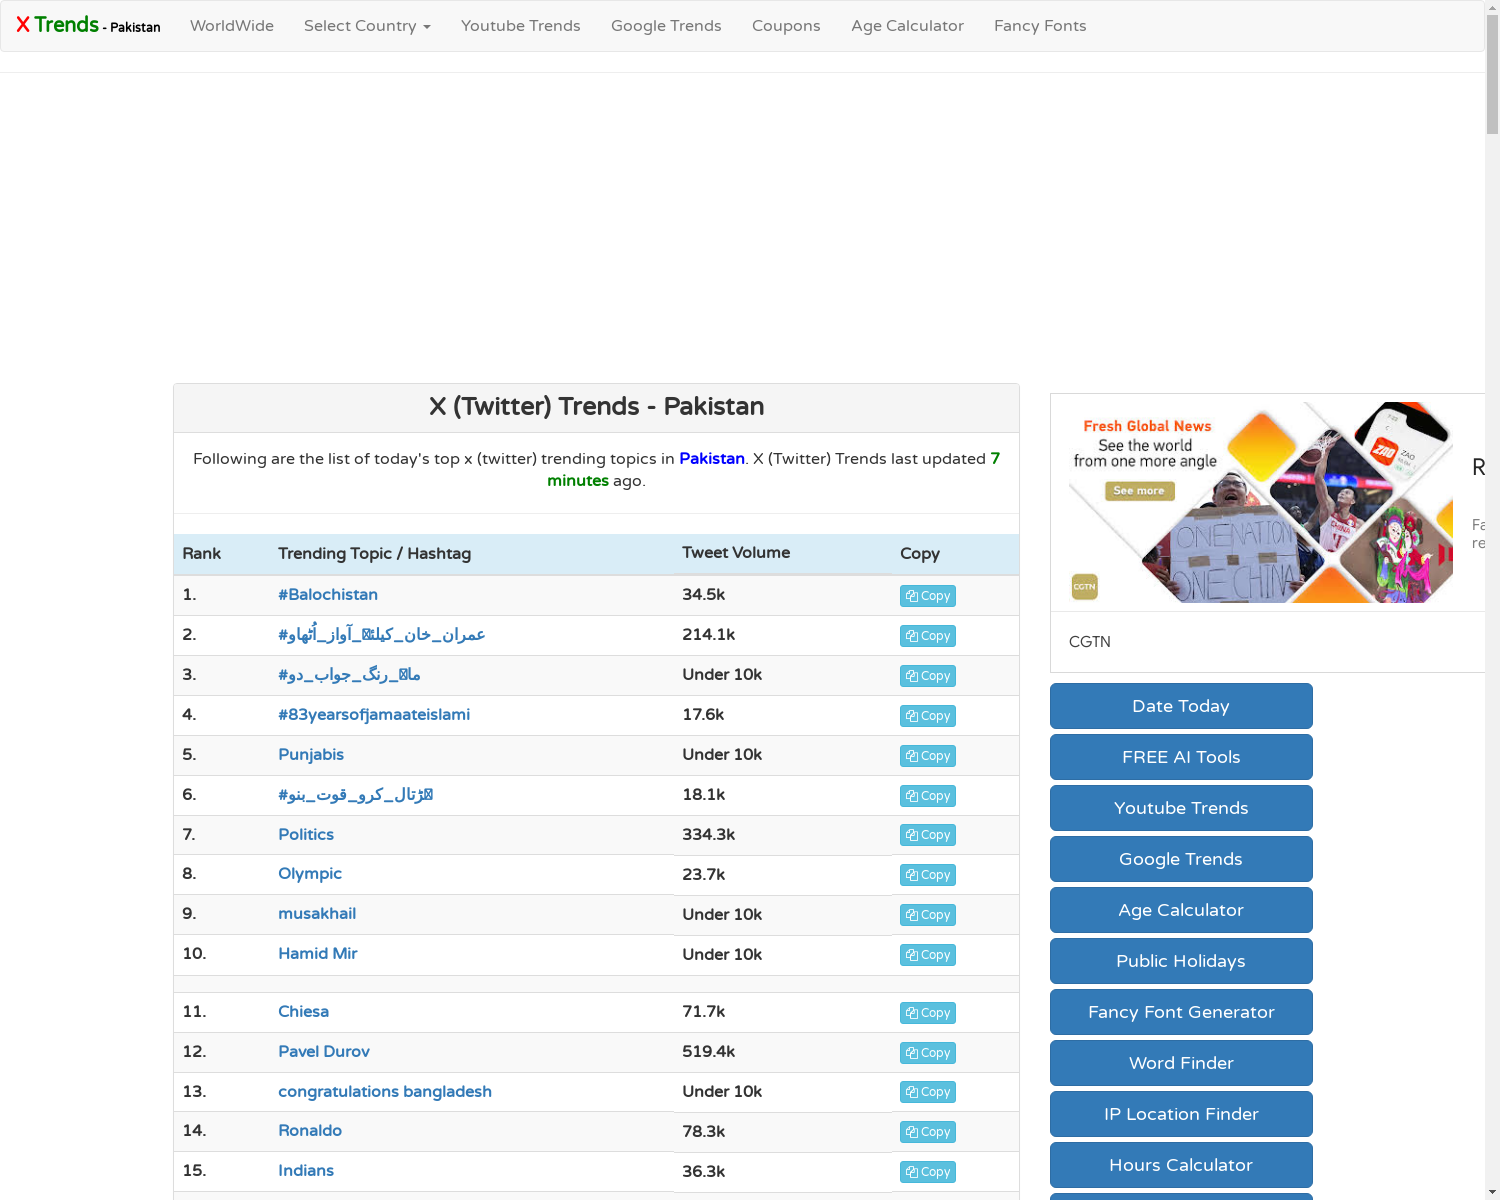 X Trends - Pakistan
WorldWide
Select Country
Youtube Trends
Google Trends
Coupons
Age Calculator
Fancy Fonts
X (Twitter) Trends - Pakistan
Following are the list of today's top x (twitter) trending topics in Pakistan. X (Twitter) Trends last updated 7
minutes ago.
Rank Trending Topic / Hashtag Tweet Volume Copy
1. #Balochistan 34.5k Copy
2. #عمران_خان_کیلئ_آواز_اُٹھاو 214.1k Copy
3. #ما_رنگ_جواب_دو Under 10k Copy
4. #83yearsofjamaateislami 17.6k Copy
5. Punjabis Under 10k Copy
6. #ڑتال_کرو_قوت_بنو 18.1k Copy
7. Politics 334.3k Copy
8. Olympic 23.7k Copy
9. musakhail Under 10k Copy
10. Hamid Mir Under 10k Copy
11. Chiesa 71.7k Copy
12. Pavel Durov 519.4k Copy
13. congratulations bangladesh Under 10k Copy
14. Ronaldo 78.3k Copy
15. Indians 36.3k Copy
Fresh Global News
See the world
from one more angle
See more
ONE NATION
ONE CHINA
ZAO
CGTN
R
Fa
re
CGTN
Date Today
FREE AI Tools
Youtube Trends
Google Trends
Age Calculator
Public Holidays
Fancy Font Generator
Word Finder
IP Location Finder
Hours Calculator